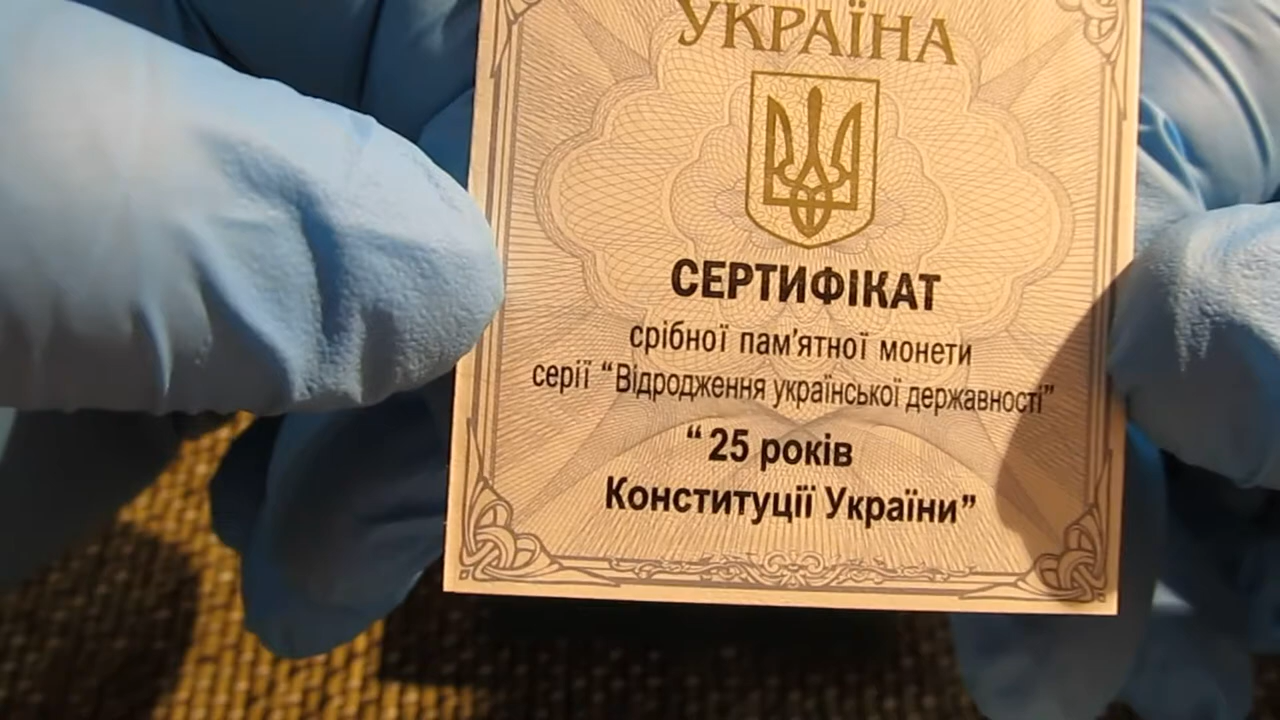 УКРАЇНА
СЕРТИФІКАТ
срібної пам'ятної монети
серії “Відродження української державності”
“ 25 років
Конституції України”